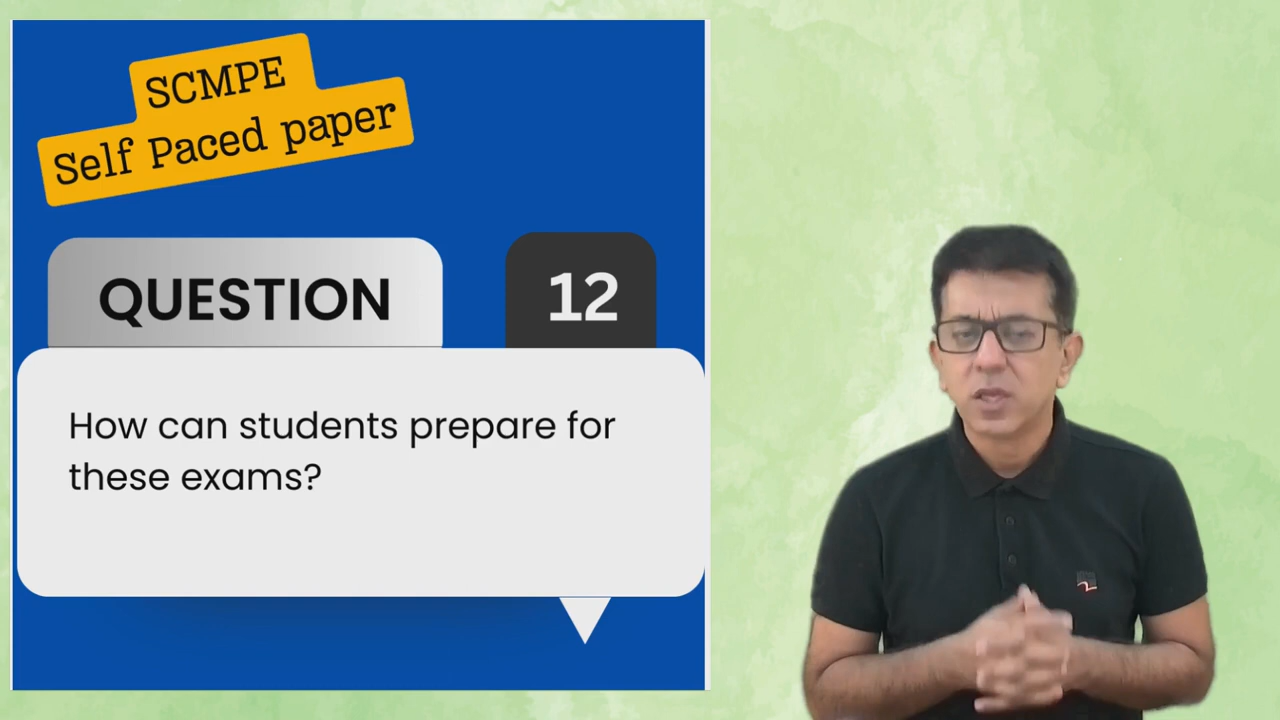 SCMPE
Self Paced paper
QUESTION
12
How can students prepare for
these exams?